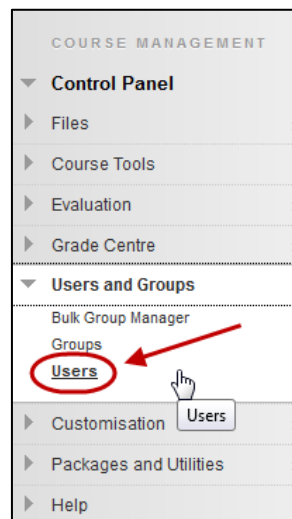 COURSE MANAGEMENT
Control Panel
Files
Course Tools
Evaluation
Grade Centre
Users and Groups
Bulk Group Manager
Groups
Users
Users
Customisation
Packages and Utilities
Help